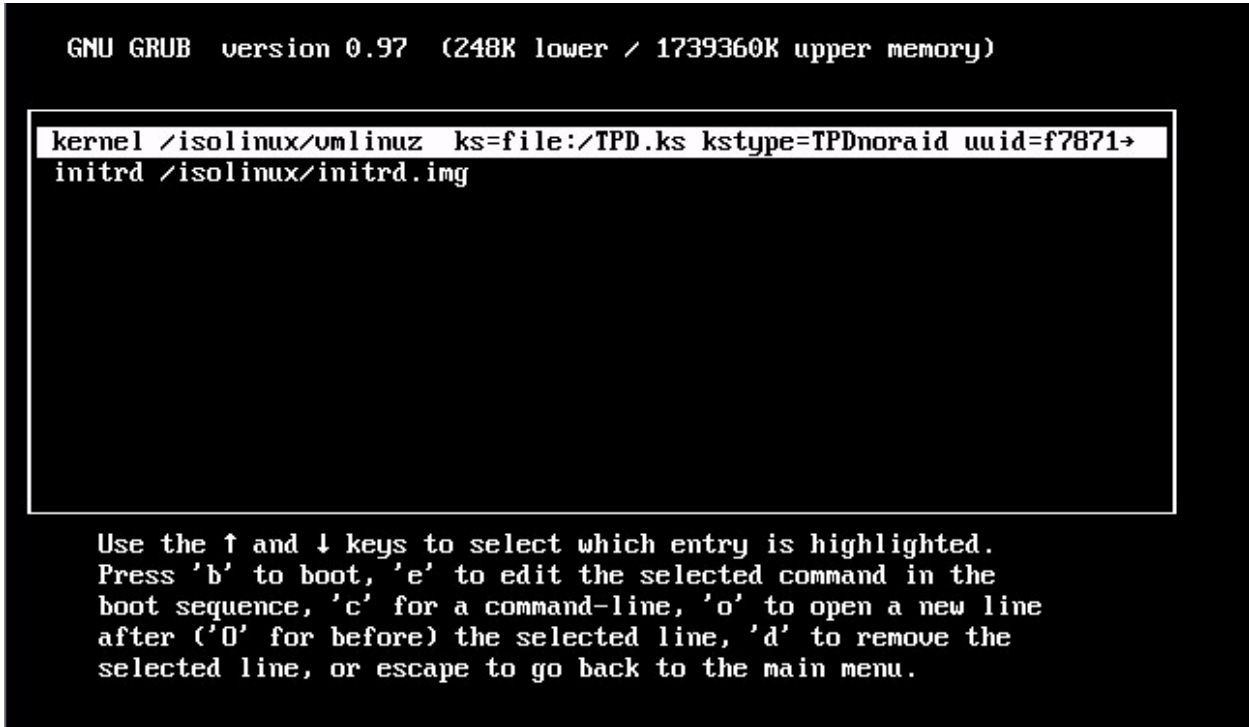 GNU GRUB  version 0.97  (248K lower / 1739360K upper memory)
kernel /isolinux/vmlinuz  ks=file:/TPD.ks kstype=TPDnoraid uuid=f7871→
initrd /isolinux/initrd.img
Use the ↑ and ↓ keys to select which entry is highlighted.
Press 'b' to boot, 'e' to edit the selected command in the
boot sequence, 'c' for a command-line, 'o' to open a new line
after ('O' for before) the selected line, 'd' to remove the
selected line, or escape to go back to the main menu.